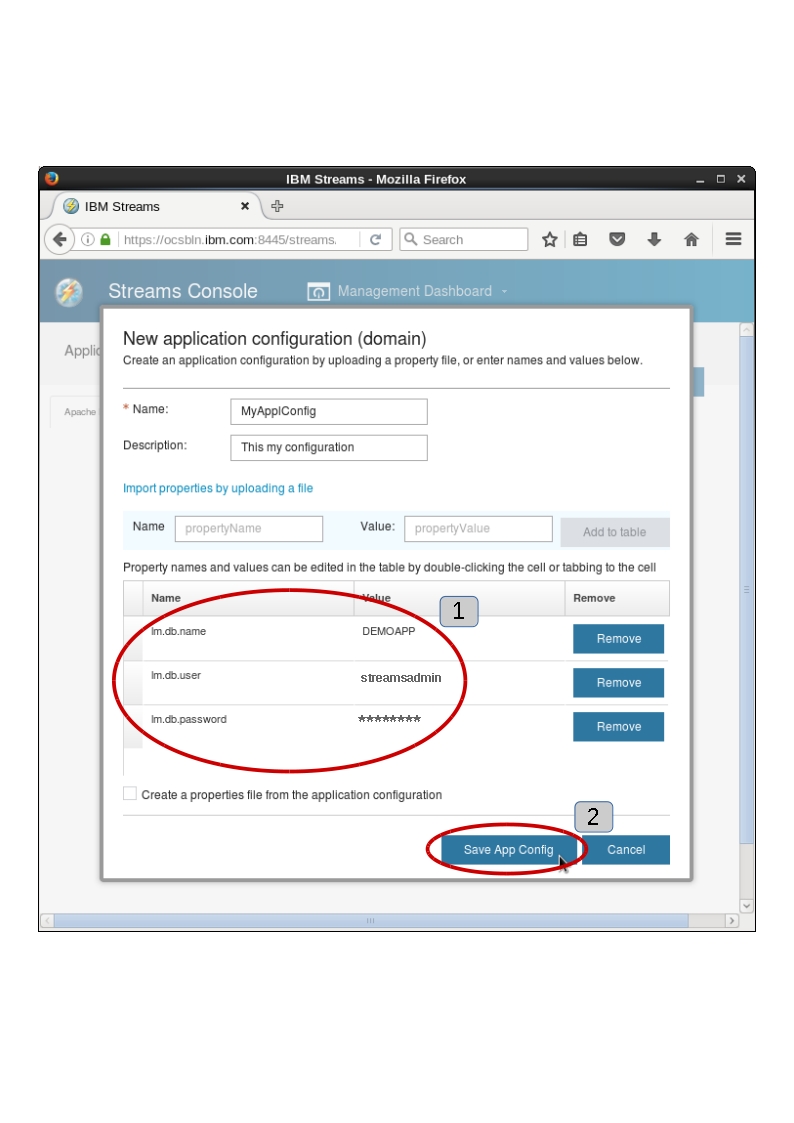 IBM Streams - Mozilla Firefox
IBM Streams
https://ocsbln.ibm.com:8445/streams.
Search
Streams Console
Management Dashboard
Applic
Apache
New application configuration (domain)
Create an application configuration by uploading a property file, or enter names and values below.
* Name: MyApplConfig
Description: This my configuration
Import properties by uploading a file
Name propertyName Value: propertyValue Add to table
Property names and values can be edited in the table by double-clicking the cell or tabbing to the cell
Name Value Remove
1
lm.db.name DEMOAPP Remove
lm.db.user streamsadmin Remove
lm.db.password ******** Remove
Create a properties file from the application configuration
2
Save App Config Cancel